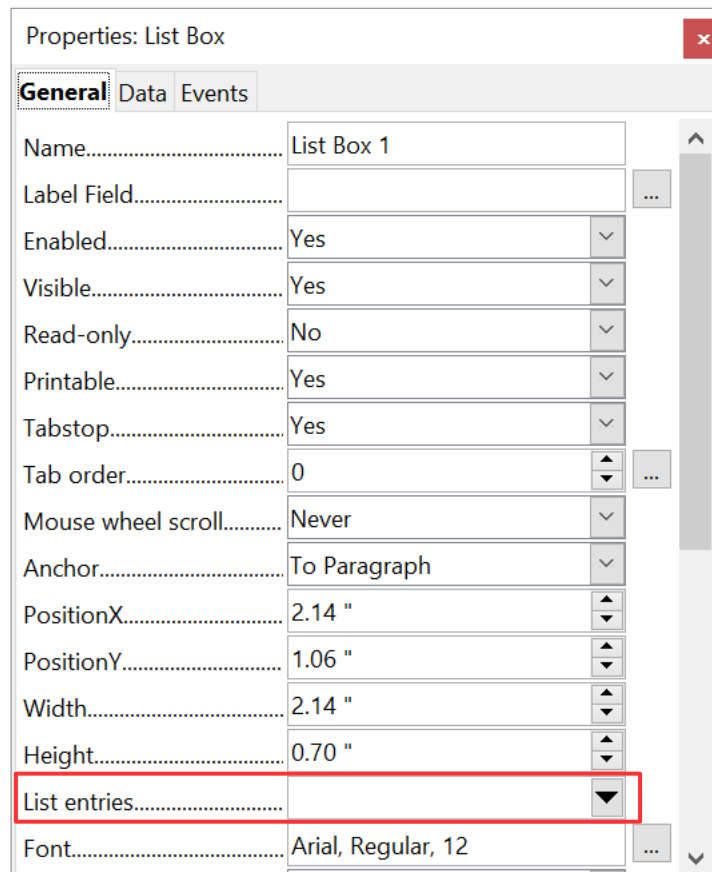 Properties: List Box
x
General Data Events
Name................................. List Box 1
Label Field......................... ...
Enabled............................. Yes
Visible................................ Yes
Read-only......................... No
Printable............................ Yes
Tabstop............................. Yes
Tab order.......................... 0 ...
Mouse wheel scroll.......... Never
Anchor.............................. To Paragraph
PositionX........................... 2.14 "
PositionY........................... 1.06 "
Width................................ 2.14 "
Height............................... 0.70 "
List entries.........................
Font................................... Arial, Regular, 12 ...